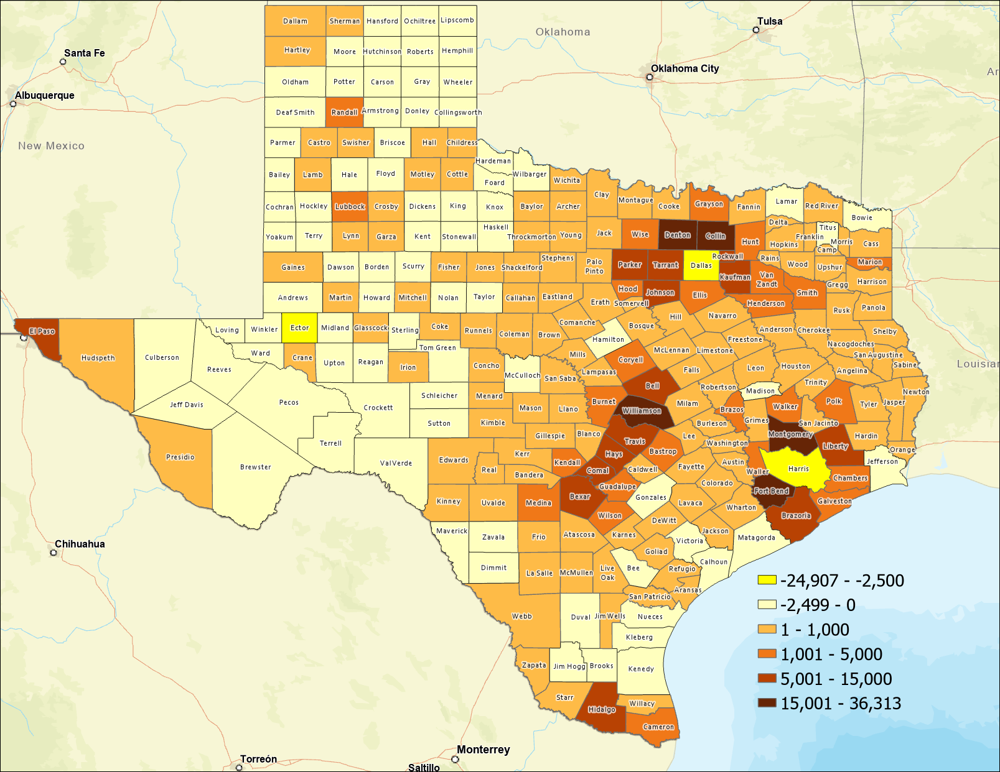 Tulsa
Oklahoma
Santa Fe
Oklahoma City
Ar
Albuquerque
New Mexico
Dallam
Sherman
Hansford
Ochiltree
Lipscomb
Hartley
Moore
Hutchinson
Roberts
Hemphill
Oldham
Potter
Carson
Gray
Wheeler
Deaf Smith
Randall
Armstrong
Donley
Collingsworth
Parmer
Castro
Swisher
Briscoe
Hall
Childress
Hardeman
Bailey
Lamb
Hale
Floyd
Motley
Cottle
Foard
Wilbarger
Wichita
Clay
Montague
Cooke
Grayson
Fannin
Lamar
Red River
Bowie
Cochran
Hockley
Lubbock
Crosby
Dickens
King
Knox
Baylor
Archer
Yoakum
Terry
Lynn
Garza
Kent
Stonewall
Haskell
Throckmorton
Young
Jack
Wise
Denton
Collin
Hunt
Delta
Hopkins
Franklin
Titus
Morris
Camp
Cass
Gaines
Dawson
Borden
Scurry
Fisher
Jones
Shackelford
Stephens
Palo
Pinto
Parker
Tarrant
Dallas
Rockwall
Kaufman
Rains
Van
Zandt
Wood
Upshur
Marion
Gregg
Harrison
Andrews
Martin
Howard
Mitchell
Nolan
Taylor
Callahan
Eastland
Erath
Hood
Somervell
Johnson
Ellis
Henderson
Smith
Rusk
Panola
El Paso
Hudspeth
Culberson
Reeves
Loving
Winkler
Ector
Midland
Glasscock
Sterling
Coke
Runnels
Coleman
Brown
Comanche
Hamilton
Bosque
Hill
Navarro
Freestone
Anderson
Cherokee
Nacogdoches
Shelby
San Augustine
Sabine
Louisian
Ward
Crane
Upton
Reagan
Tom Green
Irion
Concho
McCulloch
San Saba
Mills
Lampasas
Coryell
McLennan
Limestone
Falls
Leon
Houston
Angelina
Trinity
Jeff Davis
Pecos
Crockett
Schleicher
Sutton
Menard
Kimble
Mason
Llano
Burnet
Bell
Williamson
Milam
Robertson
Madison
Brazos
Walker
Polk
Tyler
Jasper
Newton
Presidio
Brewster
Terrell
Val Verde
Edwards
Real
Kerr
Bandera
Gillespie
Blanco
Kendall
Travis
Hays
Comal
Bastrop
Lee
Burleson
Washington
Grimes
Montgomery
San Jacinto
Liberty
Hardin
Orange
Jefferson
Chambers
Harris
Waller
Austin
Fayette
Caldwell
Guadalupe
Bexar
Medina
Uvalde
Kinney
Gonzales
Colorado
Fort Bend
Galveston
Brazoria
Wharton
Lavaca
DeWitt
Wilson
Karnes
Atascosa
Frio
Zavala
Maverick
Dimmit
La Salle
McMullen
Live
Oak
Bee
Goliad
Victoria
Jackson
Matagorda
Calhoun
Refugio
Aransas
San Patricio
Nueces
Jim Wells
Duval
Webb
Kleberg
Kenedy
Brooks
Jim Hogg
Zapata
Starr
Hidalgo
Willacy
Cameron
Chihuahua
Torreón
Monterrey
Saltillo
-24,907 - -2,500
-2,499 - 0
1 - 1,000
1,001 - 5,000
5,001 - 15,000
15,001 - 36,313